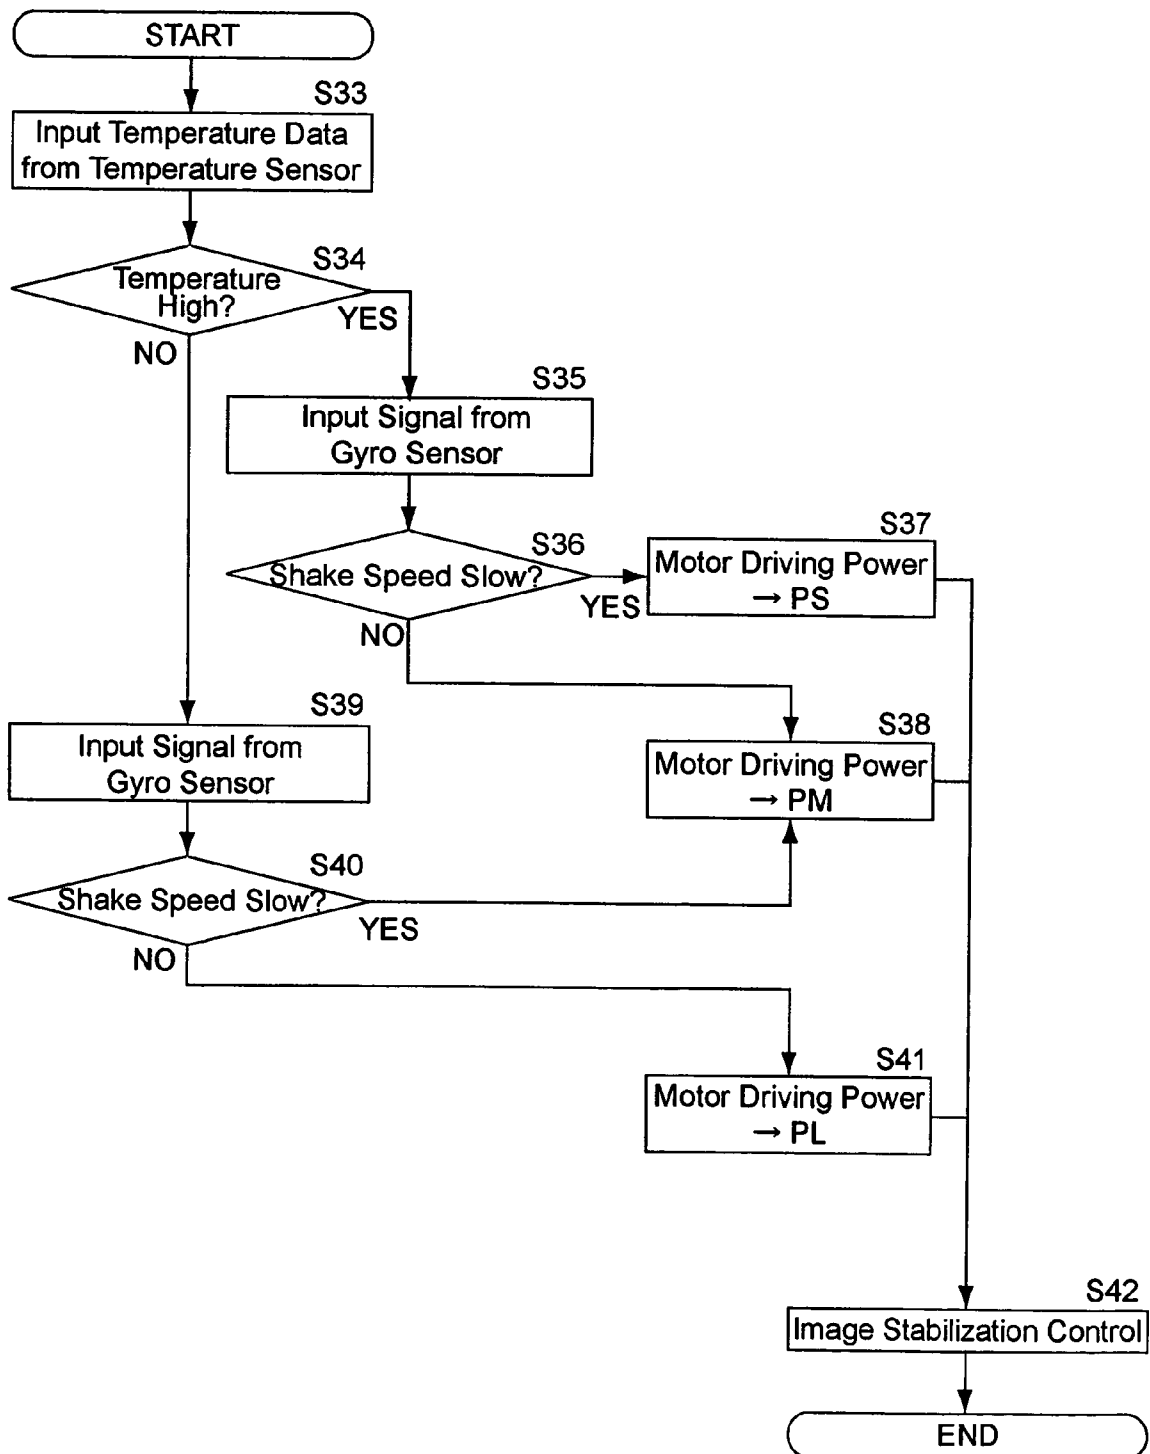 START
S33
Input Temperature Data
from Temperature Sensor
S34
Temperature
High?
YES
NO
S35
Input Signal from
Gyro Sensor
S36
Shake Speed Slow?
YES
NO
S37
Motor Driving Power
→ PS
S38
Motor Driving Power
→ PM
S39
Input Signal from
Gyro Sensor
S40
Shake Speed Slow?
YES
NO
S41
Motor Driving Power
→ PL
S42
Image Stabilization Control
END